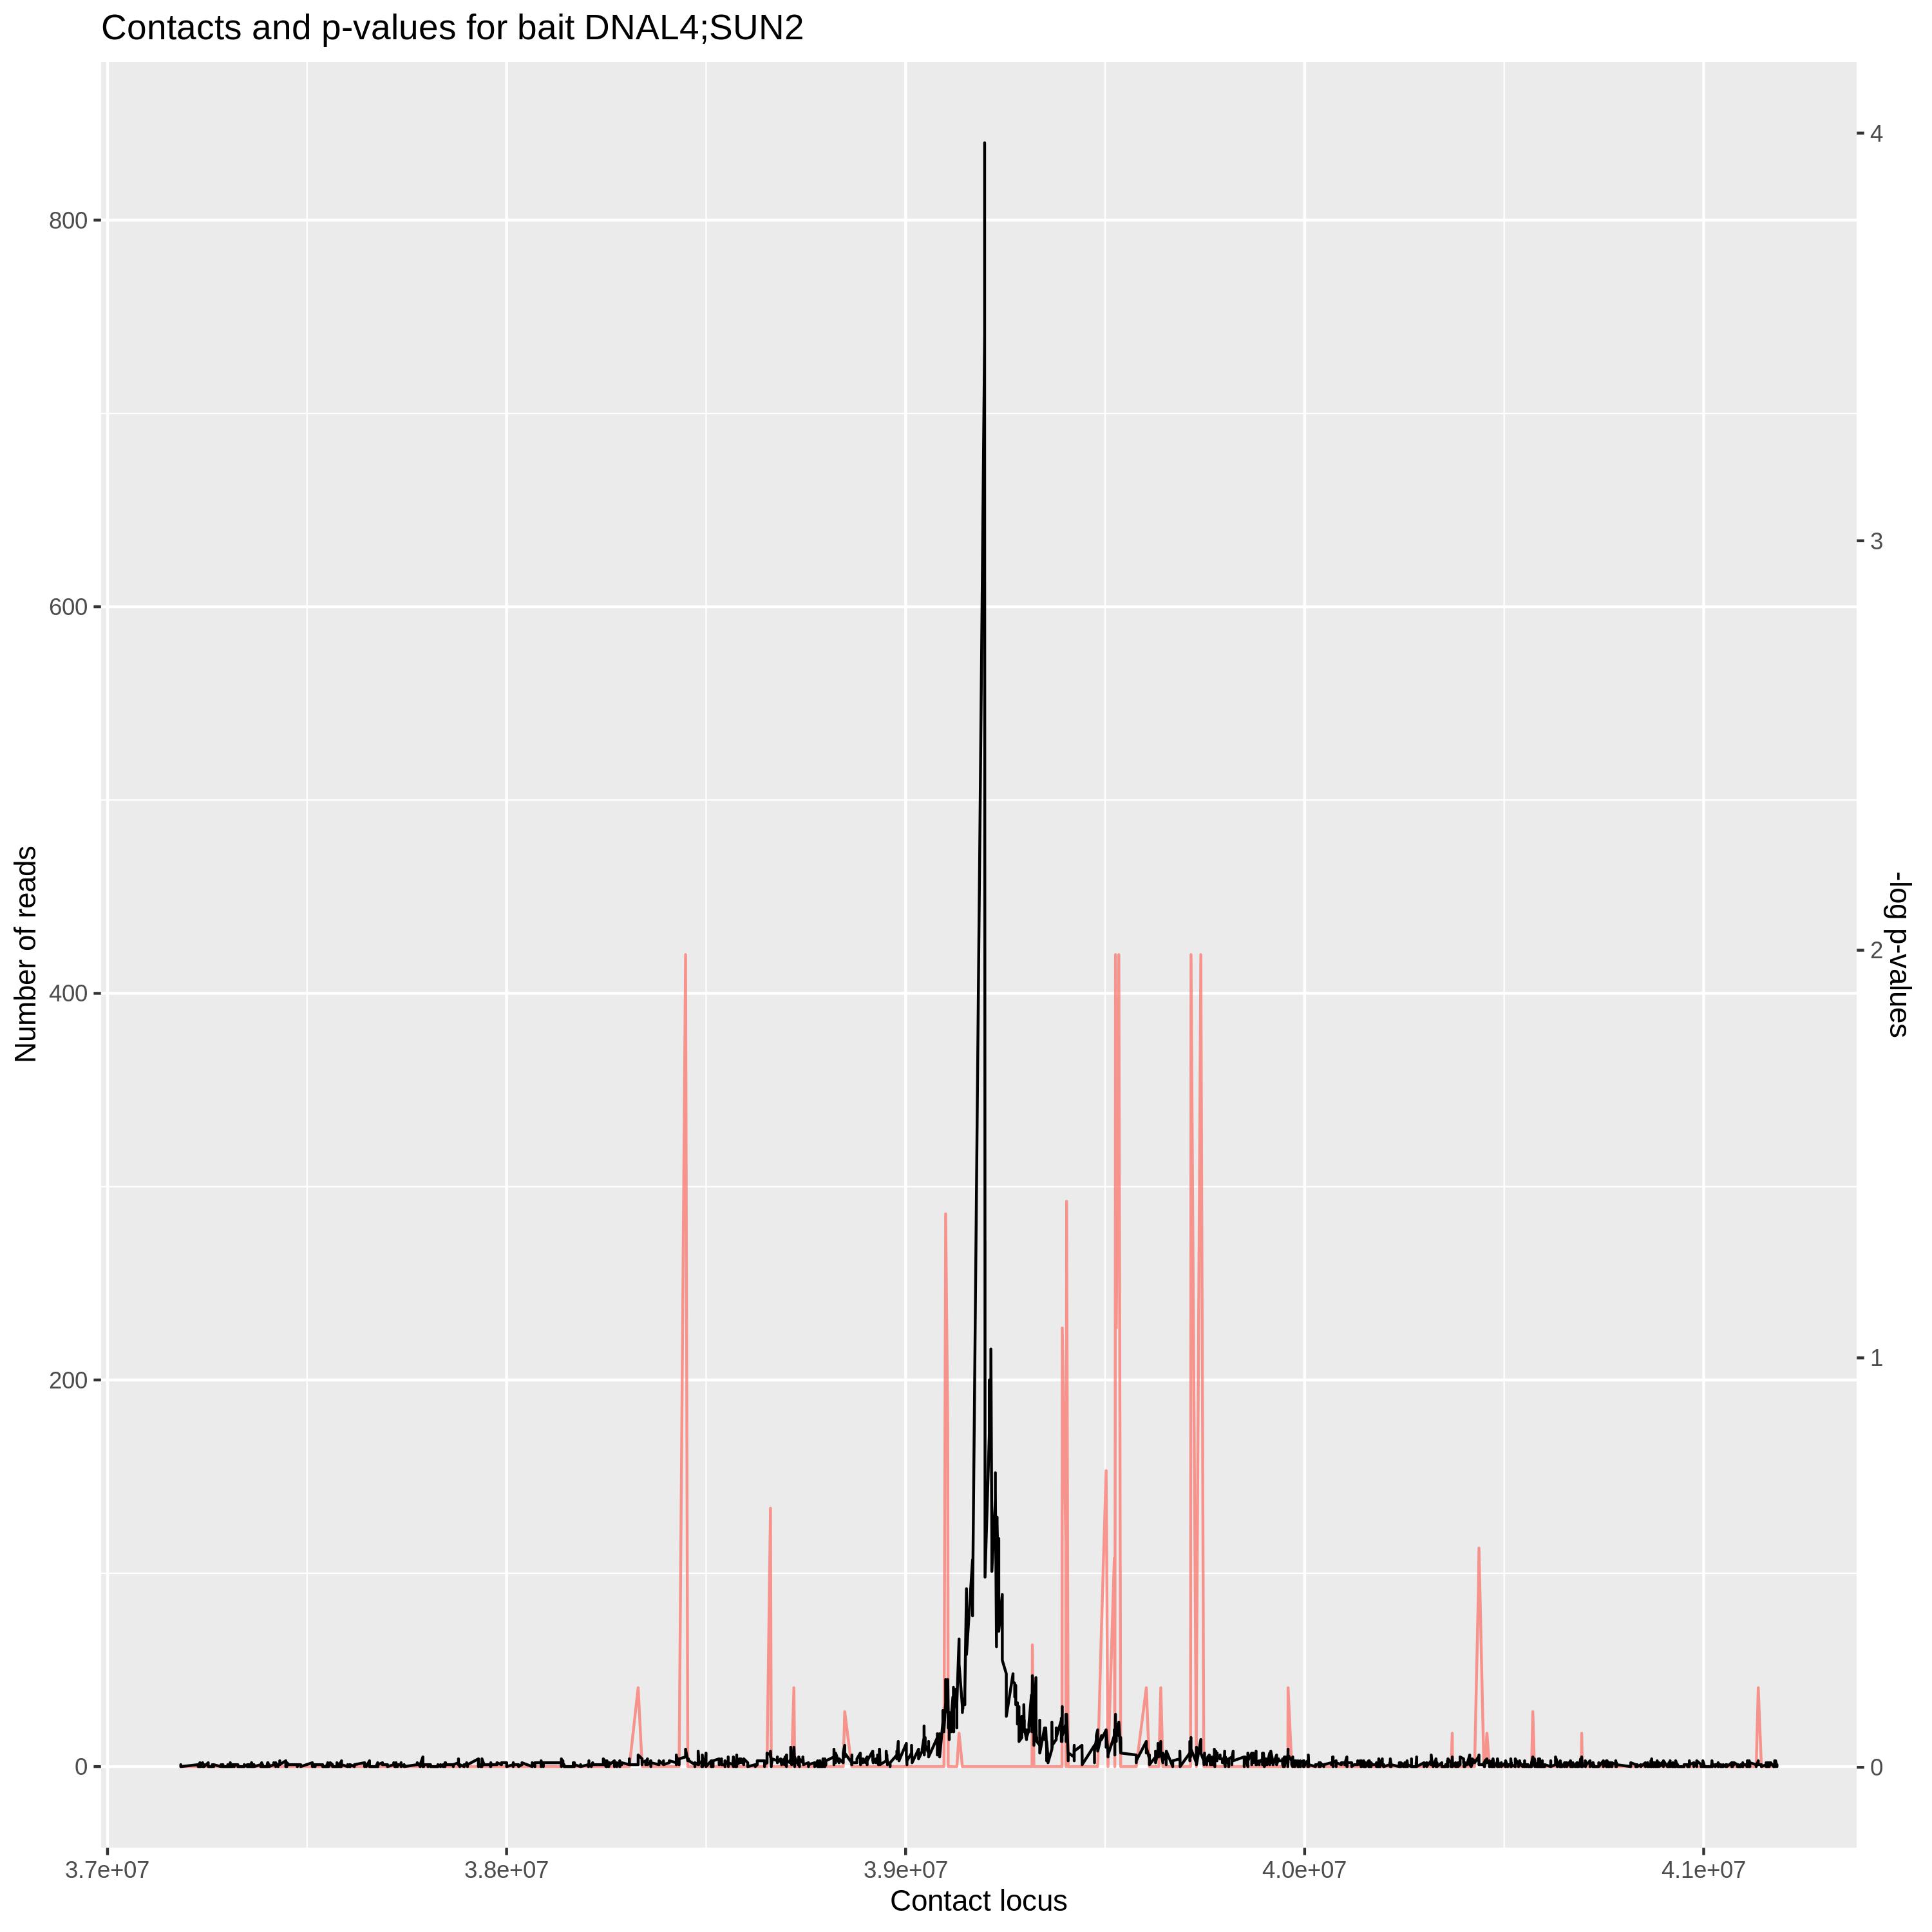 Contacts and p-values for bait DNAL4;SUN2
Number of reads
800
600
400
200
0
4
3
2
1
0
-log p-values
3.7e+07
3.8e+07
3.9e+07
4.0e+07
4.1e+07
Contact locus